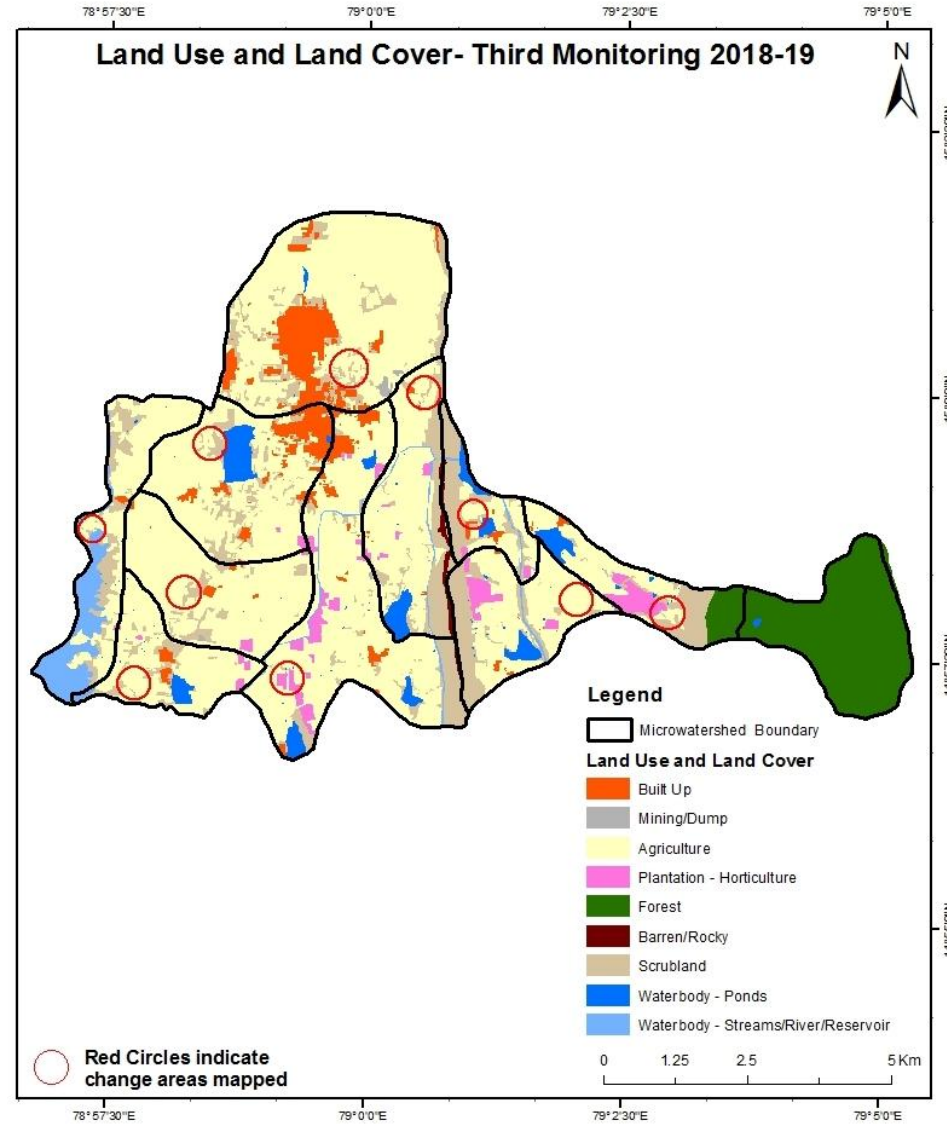 78°57'30"E 79°0'0"E 79°2'30"E 79°5'0"E
Land Use and Land Cover- Third Monitoring 2018-19
N
Legend
Microwatershed Boundary
Land Use and Land Cover
Built Up
Mining/Dump
Agriculture
Plantation - Horticulture
Forest
Barren/Rocky
Scrubland
Waterbody - Ponds
Waterbody - Streams/River/Reservoir
Red Circles indicate
change areas mapped
0 1.25 2.5 5 Km
78°57'30"E 79°0'0"E 79°2'30"E 79°5'0"E